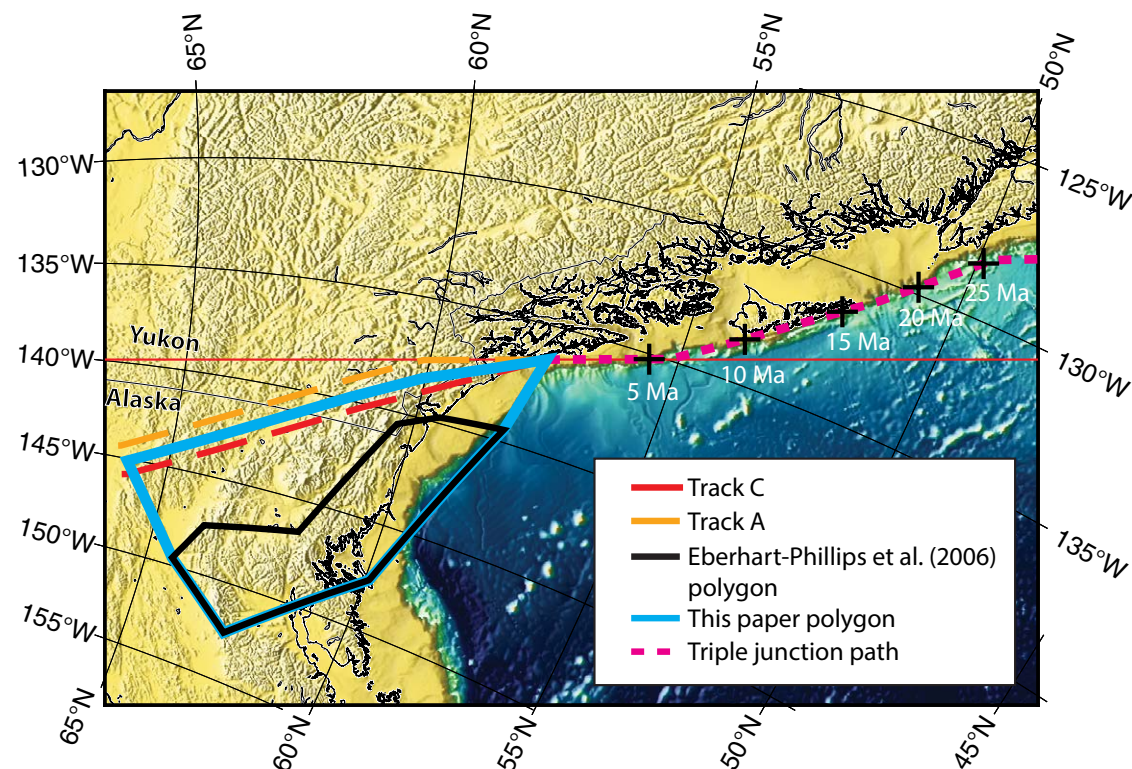 65°N
60°N
55°N
50°N
130°W
125°W
135°W
Yukon
140°W
25 Ma
20 Ma
15 Ma
10 Ma
5 Ma
130°W
Alaska
145°W
150°W
155°W
135°W
Track C
Track A
Eberhart-Phillips et al. (2006)
polygon
This paper polygon
Triple junction path
65°N
60°N
55°N
50°N
45°N